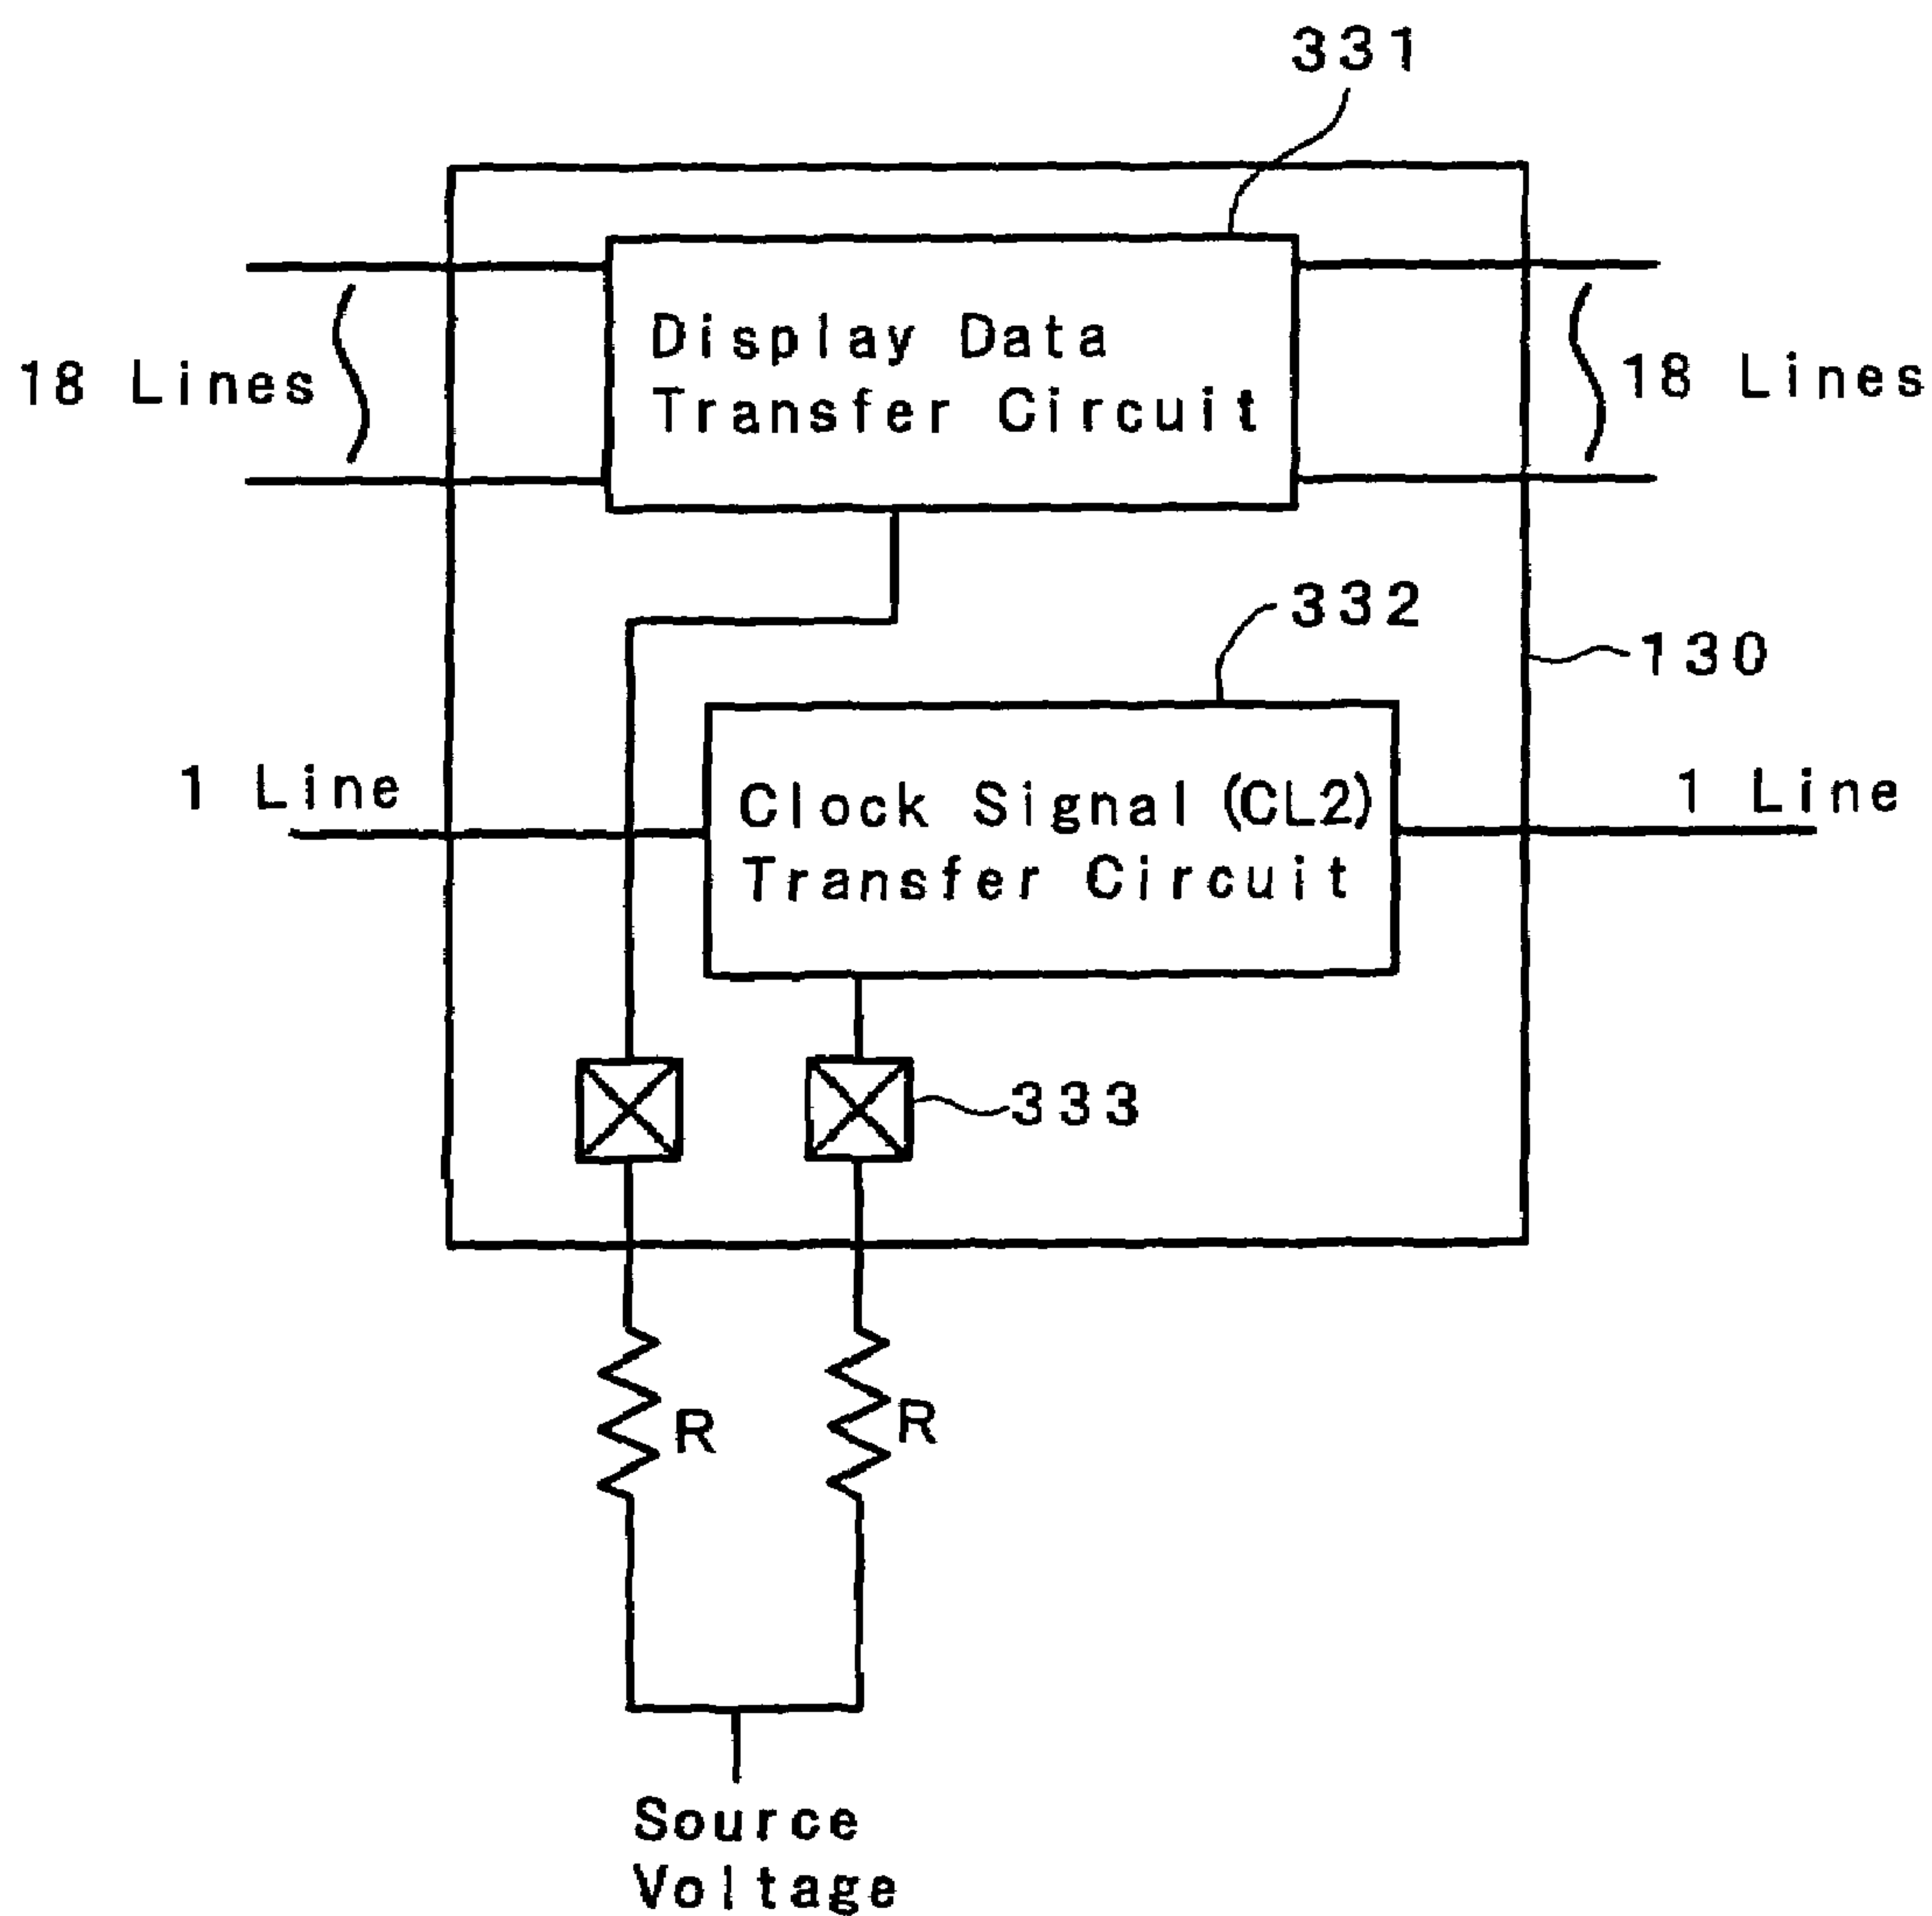 331
Display Data
Transfer Circuit
18 Lines
18 Lines
332
130
1 Line
Clock Signal (CL2)
Transfer Circuit
1 Line
333
R
R
Source
Voltage